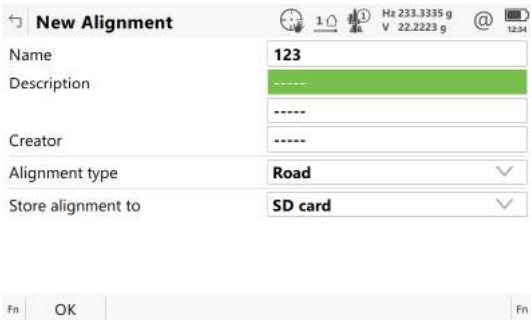 New Alignment
1
1
Hz 233.3335 g
V 22.2223 g
@
12:34
Name 123
Description -----
-----
Creator -----
Alignment type Road
Store alignment to SD card
Fn OK Fn